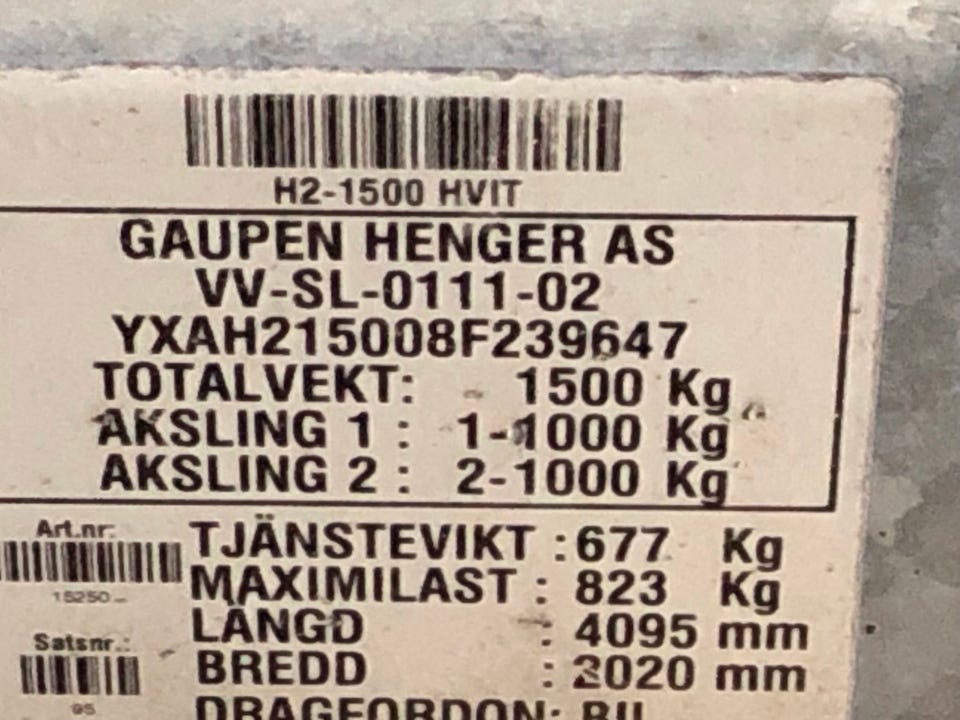 H2-1500 HVIT
GAUPEN HENGER AS
VV-SL-0111-02
YXAH215008F239647
TOTALVEKT: 1500 Kg
AKSLING 1 : 1-1000 Kg
AKSLING 2 : 2-1000 Kg
Art.nr:
15250
TJÄNSTEVIKT : 677 Kg
MAXIMILAST : 823 Kg
LÄNGD : 4095 mm
Satsnr.:
95
BREDD : 2020 mm
DRAGFORDON: BIL